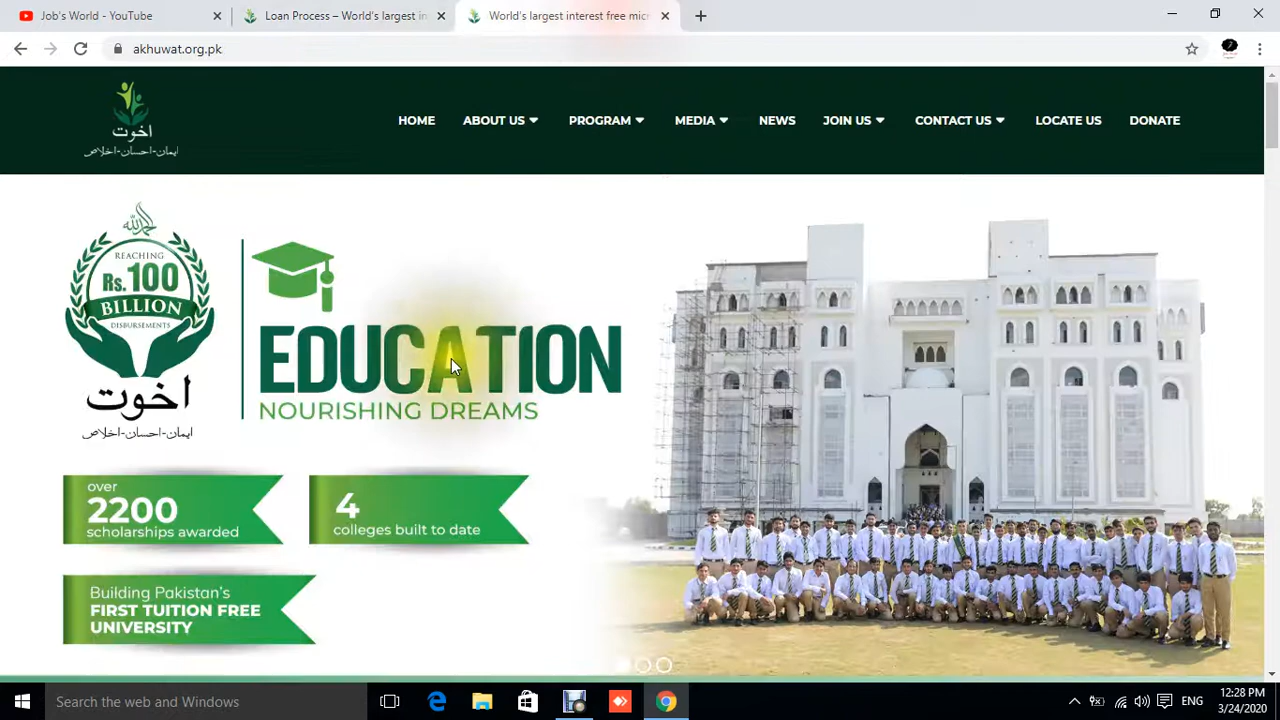 Job's World - YouTube
Loan Process – World's largest in
World's largest interest free micr
akhuwat.org.pk
اخوت
ایمان-احسان-اخلاص
HOME
ABOUT US
PROGRAM
MEDIA
NEWS
JOIN US
CONTACT US
LOCATE US
DONATE
الحمدللہ
REACHING
Rs. 100
BILLION
DISBURSEMENTS
اخوت
ایمان-احسان-اخلاص
EDUCATION
NOURISHING DREAMS
over
2200
scholarships awarded
4
colleges built to date
Building Pakistan's
FIRST TUITION FREE
UNIVERSITY
Search the web and Windows
ENG
12:28 PM
3/24/2020